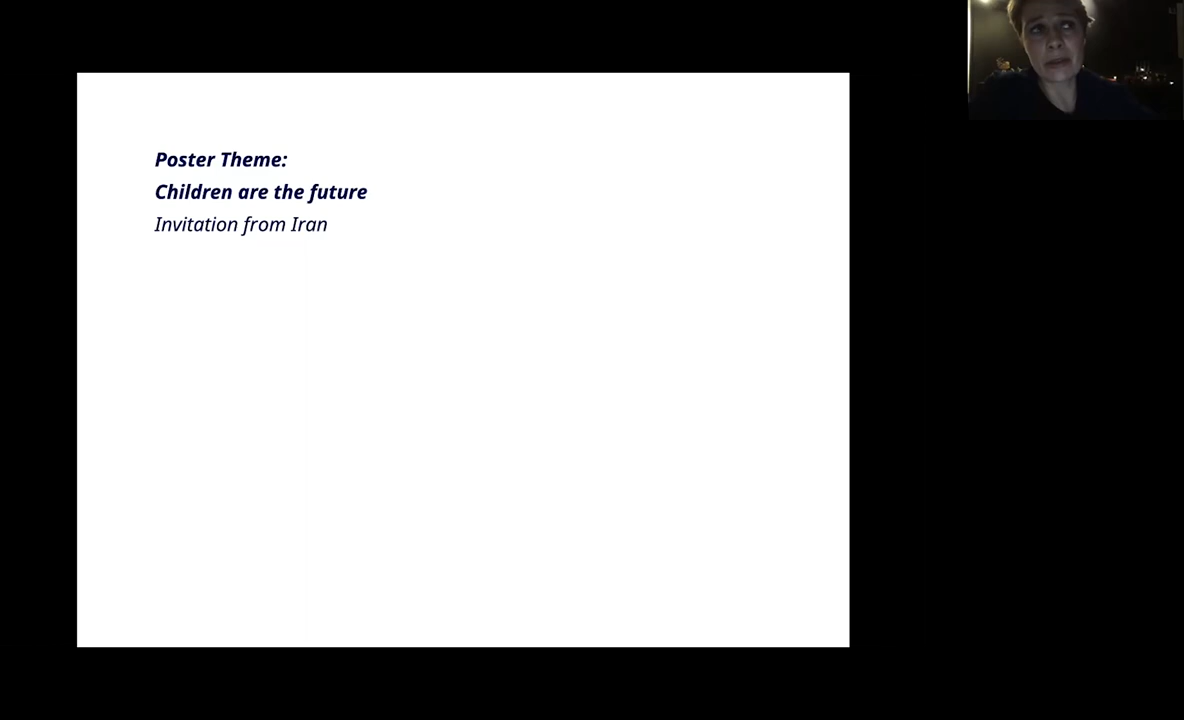 Poster Theme:
Children are the future
Invitation from Iran